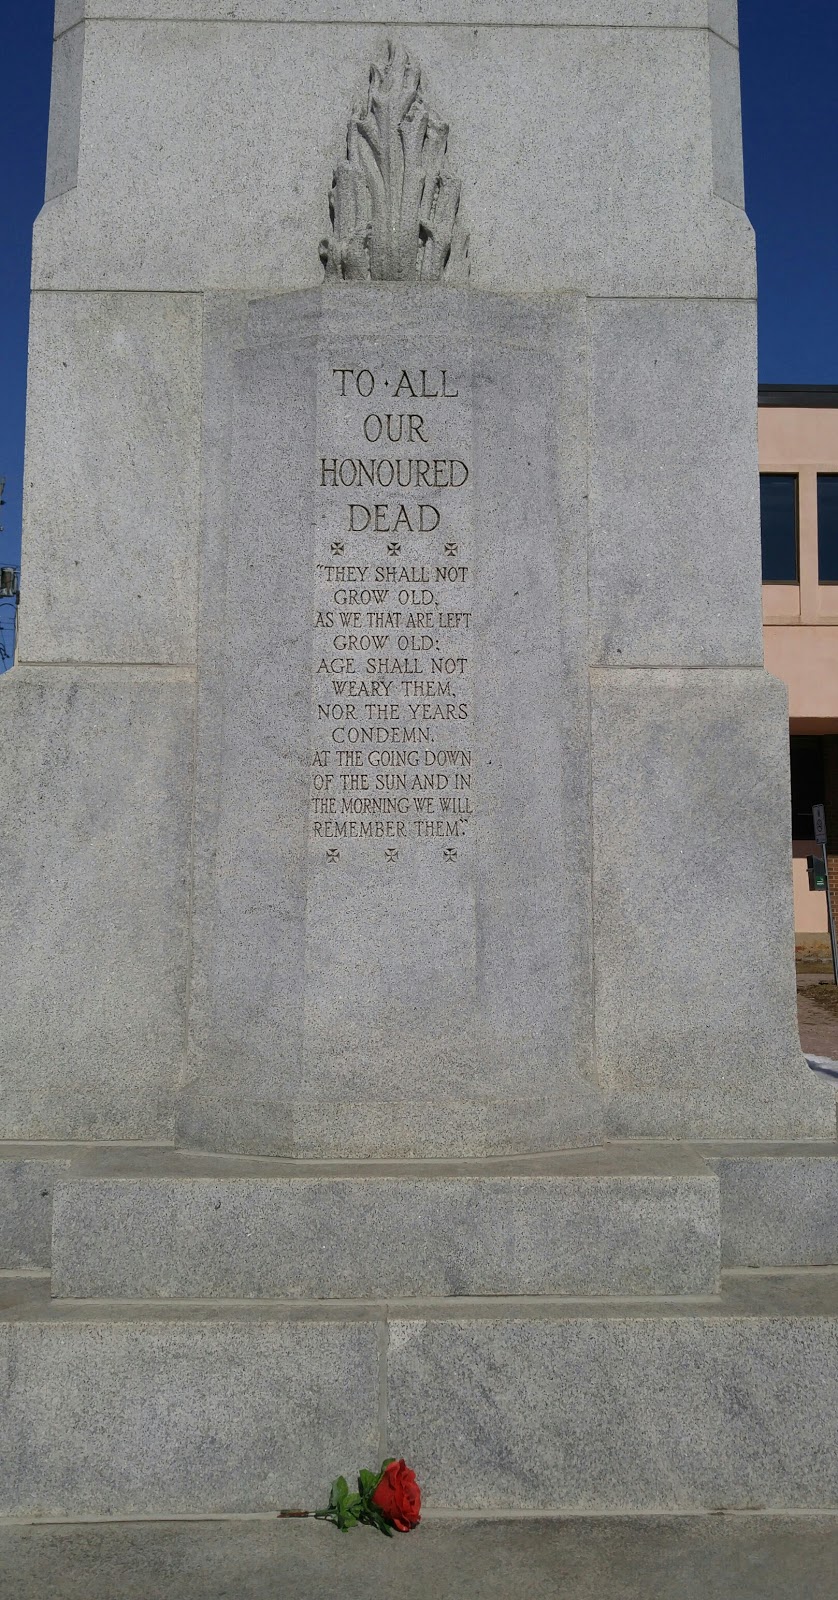 TO · ALL
OUR
HONOURED
DEAD
"THEY SHALL NOT
GROW OLD,
AS WE THAT ARE LEFT
GROW OLD;
AGE SHALL NOT
WEARY THEM,
NOR THE YEARS
CONDEMN.
AT THE GOING DOWN
OF THE SUN AND IN
THE MORNING WE WILL
REMEMBER THEM."